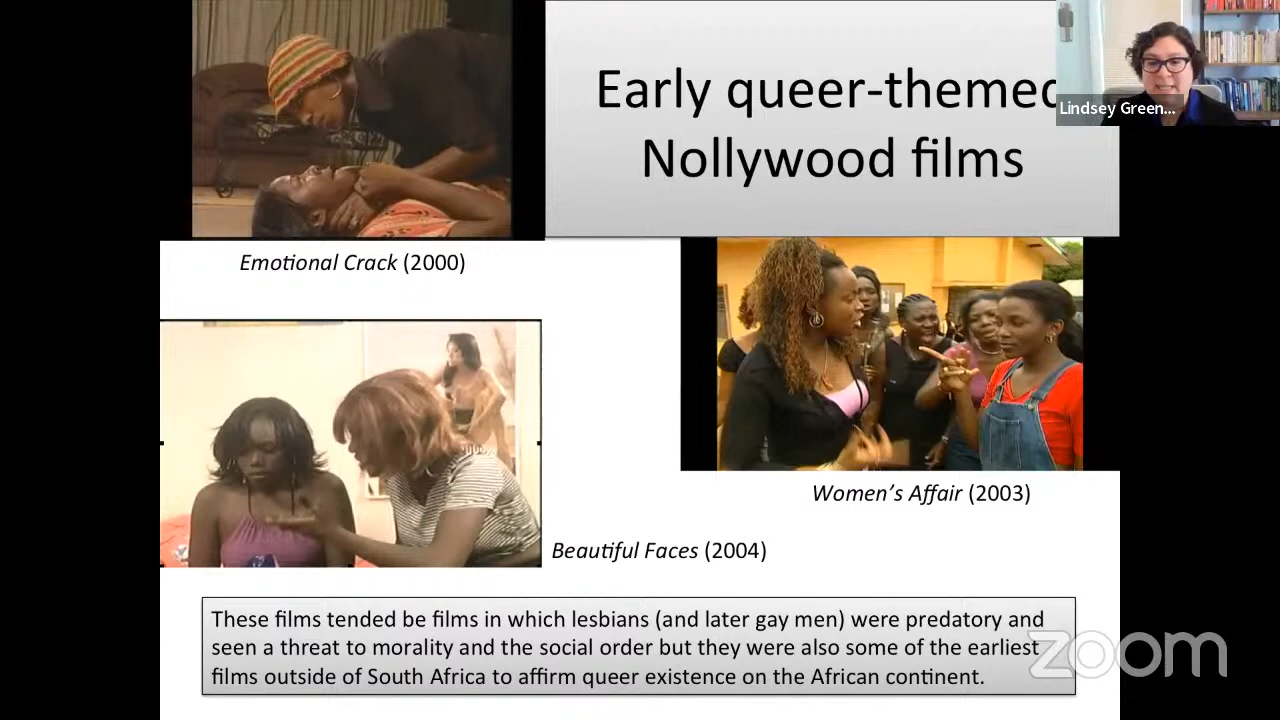 Early queer-themed
Nollywood films
Lindsey Green...
Emotional Crack (2000)
Women's Affair (2003)
Beautiful Faces (2004)
These films tended be films in which lesbians (and later gay men) were predatory and
seen a threat to morality and the social order but they were also some of the earliest
films outside of South Africa to affirm queer existence on the African continent.
zoom